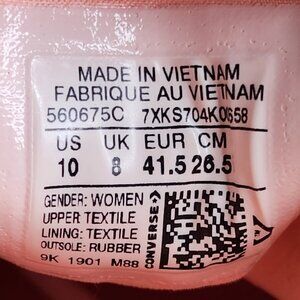 MADE IN VIETNAM
FABRIQUE AU VIETNAM
560675C 7XKS704KO658
US UK EUR CM
10 8 41.5 26.5
GENDER: WOMEN
UPPER: TEXTILE
LINING: TEXTILE
OUTSOLE: RUBBER
9K 1901 M88
CONVERSE